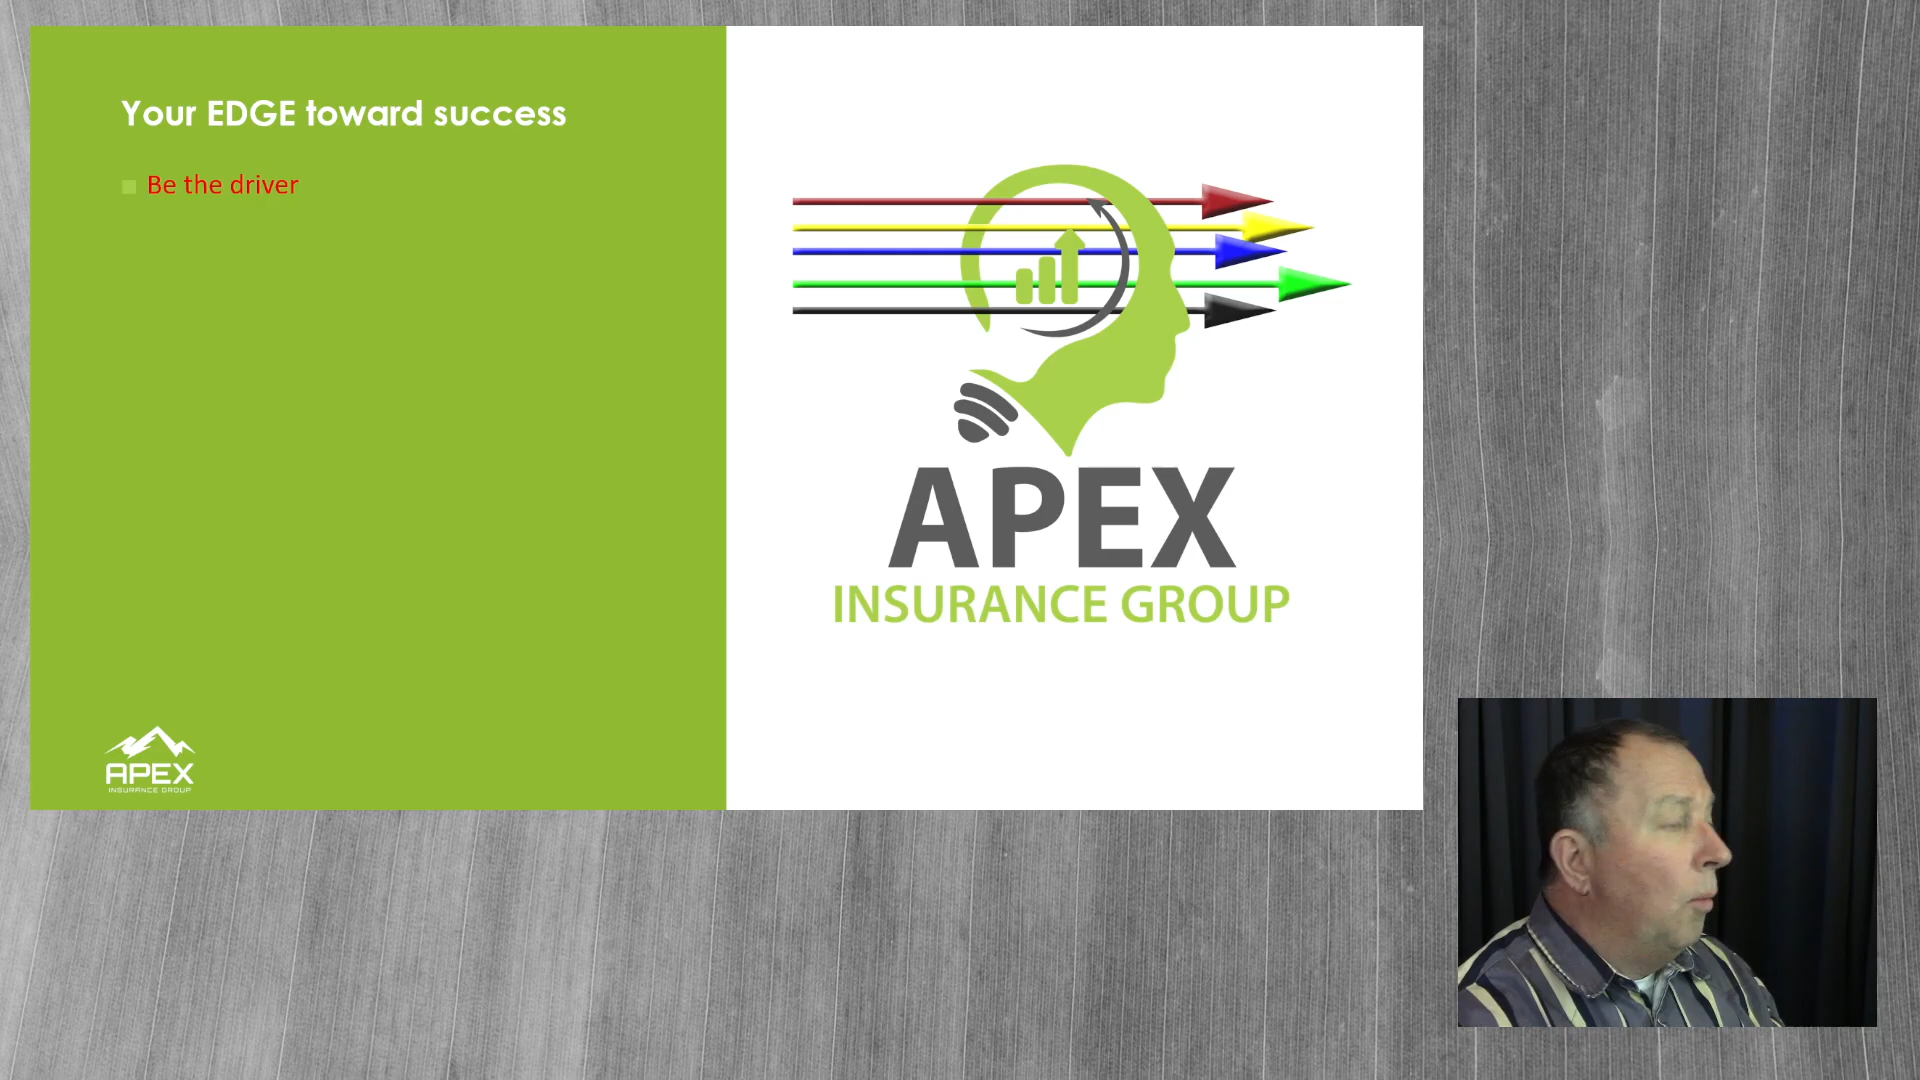 Your EDGE toward success
Be the driver
APEX
INSURANCE GROUP
APEX
INSURANCE GROUP